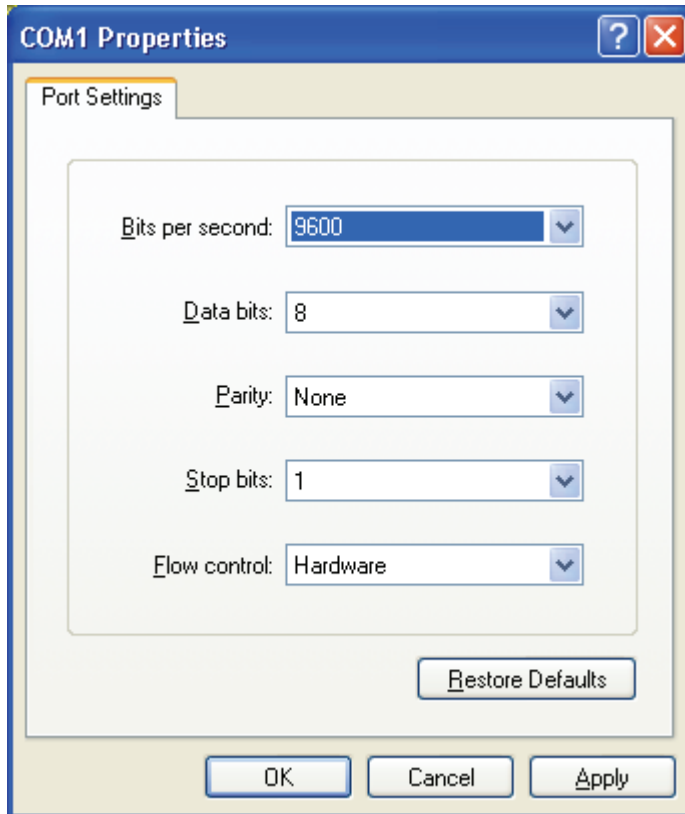 COM1 Properties
Port Settings
Bits per second: 9600
Data bits: 8
Parity: None
Stop bits: 1
Flow control: Hardware
Restore Defaults
OK Cancel Apply